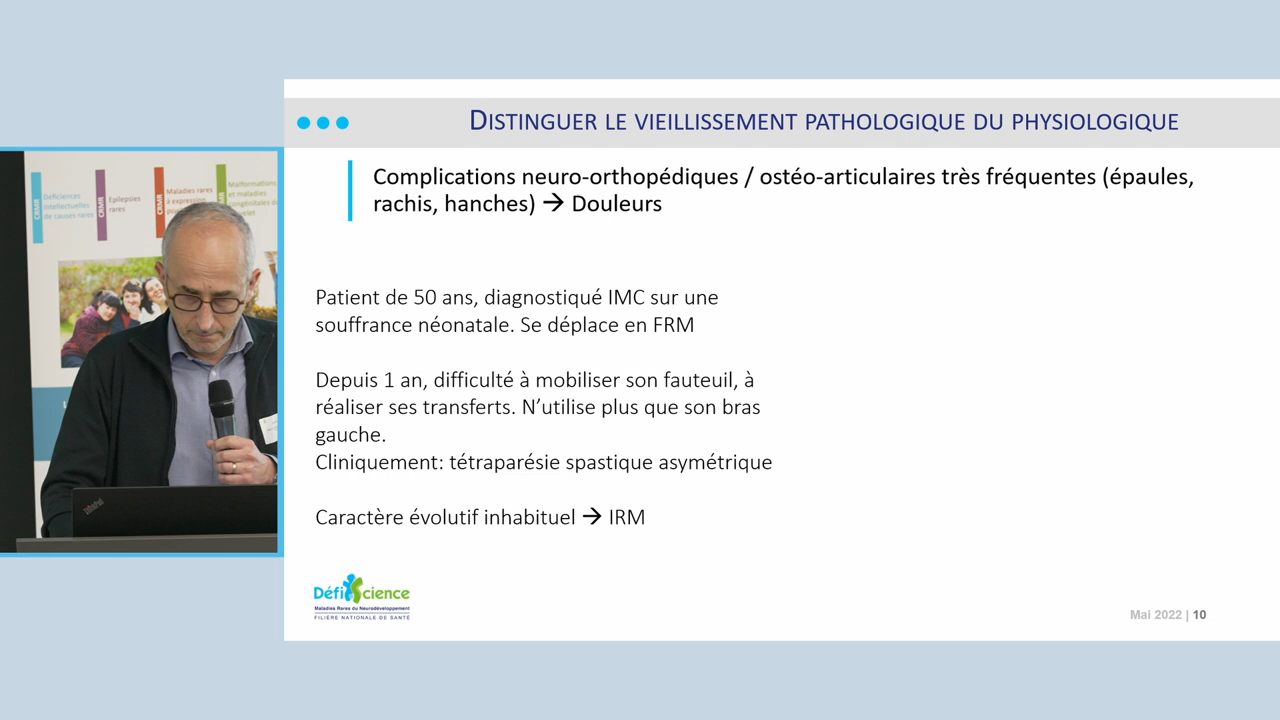 DISTINGUER LE VIEILLISSEMENT PATHOLOGIQUE DU PHYSIOLOGIQUE
Complications neuro-orthopédiques / ostéo-articulaires très fréquentes (épaules,
rachis, hanches) → Douleurs
Patient de 50 ans, diagnostiqué IMC sur une
souffrance néonatale. Se déplace en FRM
Depuis 1 an, difficulté à mobiliser son fauteuil, à
réaliser ses transferts. N’utilise plus que son bras
gauche.
Cliniquement: tétraparésie spastique asymétrique
Caractère évolutif inhabituel → IRM
DéfiScience
Maladies Rares du Neurodéveloppement
FILIÈRE NATIONALE DE SANTÉ
Mai 2022 | 10
CRMR
Déficiences
intellectuelles
de causes rares
CRMR
Epilepsies
rares
CRMR
Maladies rares
à expression
Malformations
et maladies
congénitales du
ThinkPad